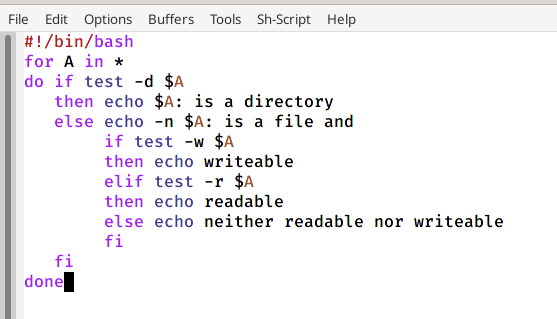 File Edit Options Buffers Tools Sh-Script Help
#!/bin/bash
for A in *
do if test -d $A
   then echo $A: is a directory
   else echo -n $A: is a file and
        if test -w $A
        then echo writeable
        elif test -r $A
        then echo readable
        else echo neither readable nor writeable
        fi
   fi
done